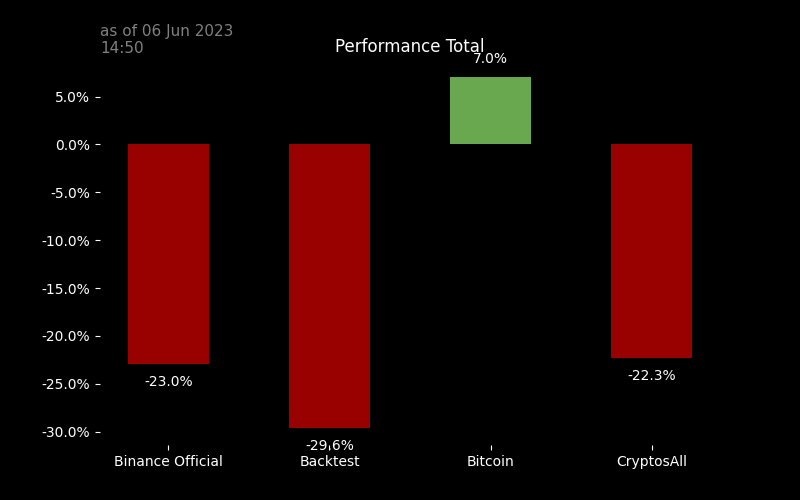 as of 06 Jun 2023
14:50
Performance Total
7.0%
5.0%
0.0%
-5.0%
-10.0%
-15.0%
-20.0%
-25.0%
-30.0%
-23.0%
-29.6%
-22.3%
Binance Official
Backtest
Bitcoin
CryptosAll